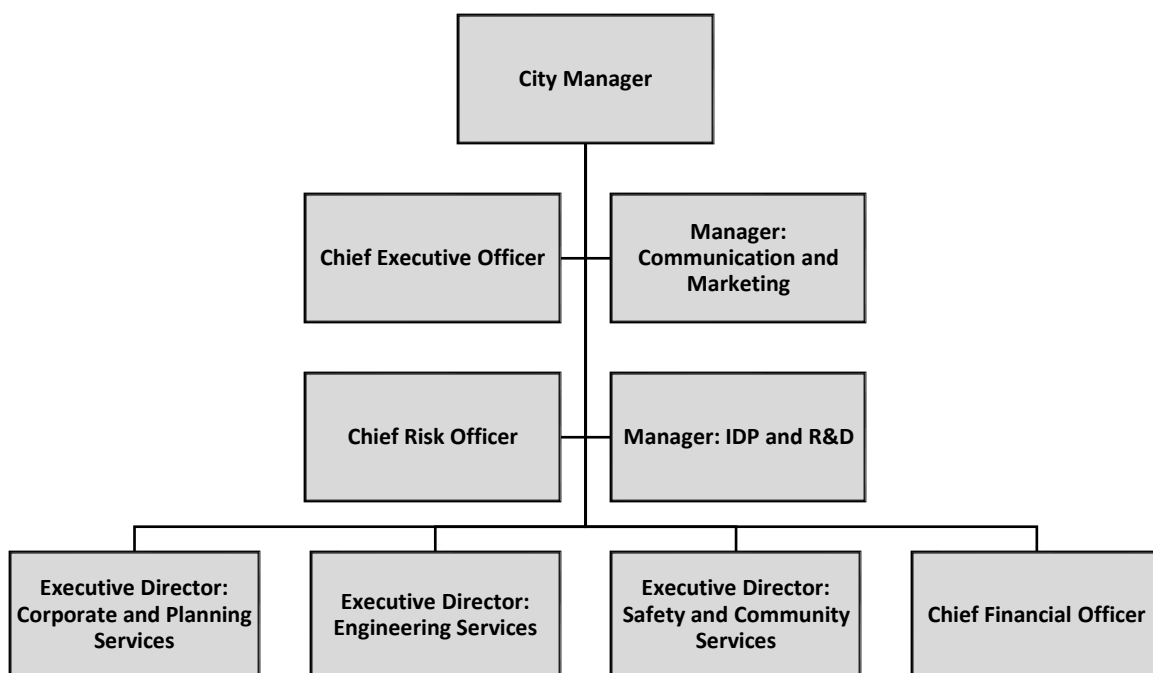 City Manager
Chief Executive Officer
Manager:
Communication and
Marketing
Chief Risk Officer
Manager: IDP and R&D
Executive Director:
Corporate and Planning
Services
Executive Director:
Engineering Services
Executive Director:
Safety and Community
Services
Chief Financial Officer